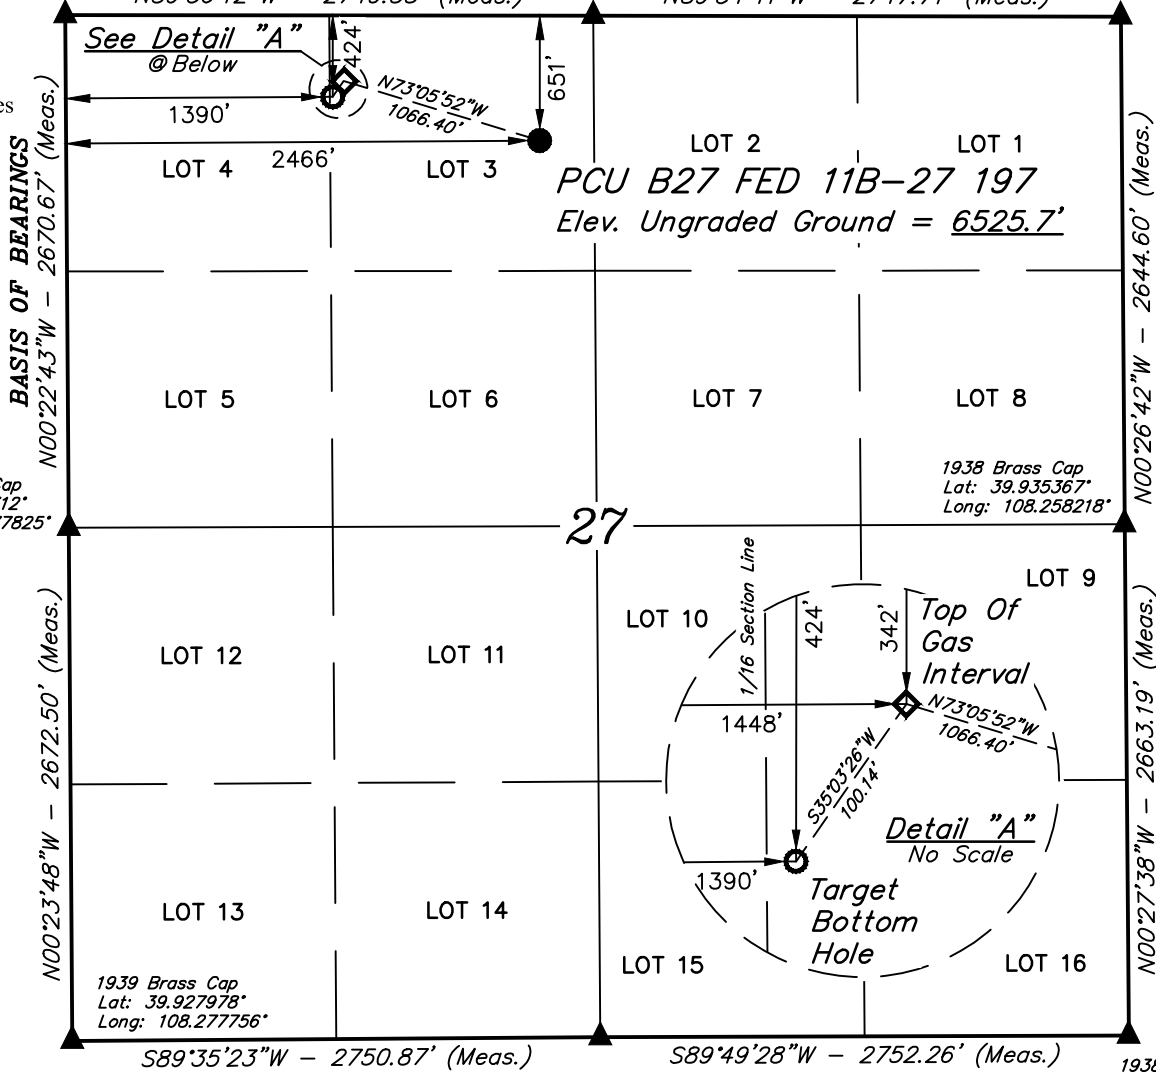 See Detail "A"
@ Below
424'
651'
N73°05'52"W
1066.40'
1390'
2466'
LOT 4
LOT 3
LOT 2
LOT 1
PCU B27 FED 11B-27 197
Elev. Ungraded Ground = 6525.7'
BASIS OF BEARINGS
N00°22'43"W - 2670.67' (Meas.)
N00°26'42"W - 2644.60' (Meas.)
LOT 5
LOT 6
LOT 7
LOT 8
1938 Brass Cap
Lat: 39.935367°
Long: 108.258218°
27
LOT 9
LOT 10
1/16 Section Line
424'
342'
Top Of
Gas
Interval
LOT 12
LOT 11
N73°05'52"W
1066.40'
1448'
S35°03'26"W
100.14'
Detail "A"
No Scale
1390'
Target
Bottom
Hole
N00°23'48"W - 2672.50' (Meas.)
N00°27'38"W - 2663.19' (Meas.)
LOT 13
LOT 14
LOT 15
LOT 16
1939 Brass Cap
Lat: 39.927978°
Long: 108.277756°
S89°35'23"W - 2750.87' (Meas.)
S89°49'28"W - 2752.26' (Meas.)
1938